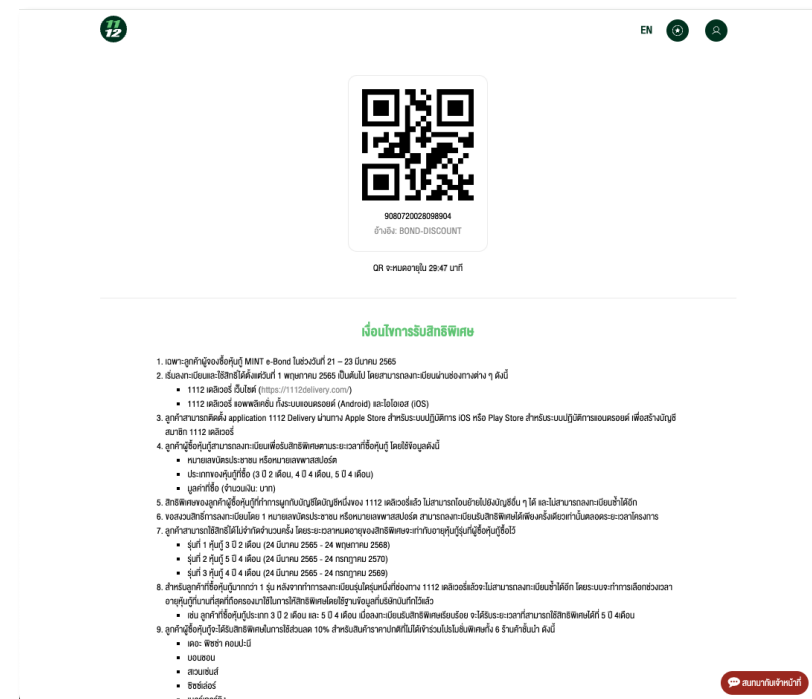 11
12
EN
9080720028098904
อ้างอิง: BOND-DISCOUNT
QR จะหมดอายุใน 29:47 นาที
เงื่อนไขการรับสิทธิพิเศษ
1. เฉพาะลูกค้าผู้จองซื้อหุ้นกู้ MINT e-Bond ในช่วงวันที่ 21 – 23 มีนาคม 2565
2. เริ่มลงทะเบียนและใช้สิทธิได้ตั้งแต่วันที่ 1 พฤษภาคม 2565 เป็นต้นไป โดยสามารถลงทะเบียนผ่านช่องทางต่าง ๆ ดังนี้
▪ 1112 เดลิเวอรี่ เว็บไซต์ (https://1112delivery.com/)
▪ 1112 เดลิเวอรี่ แอพพลิเคชั่น ทั้งระบบแอนดรอยด์ (Android) และไอโอเอส (iOS)
3. ลูกค้าสามารถติดตั้ง application 1112 Delivery ผ่านทาง Apple Store สำหรับระบบปฏิบัติการ iOS หรือ Play Store สำหรับระบบปฏิบัติการแอนดรอยด์ เพื่อสร้างบัญชี
สมาชิก 1112 เดลิเวอรี่
4. ลูกค้าผู้ซื้อหุ้นกู้สามารถลงทะเบียนเพื่อรับสิทธิพิเศษตามระยะเวลาที่ซื้อหุ้นกู้ โดยใช้ข้อมูลดังนี้
▪ หมายเลขบัตรประชาชน หรือหมายเลขพาสสปอร์ต
▪ ประเภทของหุ้นกู้ที่ซื้อ (3 ปี 2 เดือน, 4 ปี 4 เดือน, 5 ปี 4 เดือน)
▪ มูลค่าที่ซื้อ (จำนวนเงิน: บาท)
5. สิทธิพิเศษของลูกค้าผู้ซื้อหุ้นกู้ที่ทำการผูกกับบัญชีใดบัญชีหนึ่งของ 1112 เดลิเวอรี่แล้ว ไม่สามารถโอนย้ายไปยังบัญชีอื่น ๆ ได้ และไม่สามารถลงทะเบียนซ้ำได้อีก
6. ขอสงวนสิทธิ์การลงทะเบียนโดย 1 หมายเลขบัตรประชาชน หรือหมายเลขพาสสปอร์ต สามารถลงทะเบียนรับสิทธิพิเศษได้เพียงครั้งเดียวเท่านั้นตลอดระยะเวลาโครงการ
7. ลูกค้าสามารถใช้สิทธิ์ได้ไม่จำกัดจำนวนครั้ง โดยระยะเวลาหมดอายุของสิทธิพิเศษจะเท่ากับอายุหุ้นกู้รุ่นที่ผู้ซื้อหุ้นกู้ซื้อไว้
▪ รุ่นที่ 1 หุ้นกู้ 3 ปี 2 เดือน (24 มีนาคม 2565 - 24 พฤษภาคม 2568)
▪ รุ่นที่ 2 หุ้นกู้ 5 ปี 4 เดือน (24 มีนาคม 2565 - 24 กรกฎาคม 2570)
▪ รุ่นที่ 3 หุ้นกู้ 4 ปี 4 เดือน (24 มีนาคม 2565 - 24 กรกฎาคม 2569)
8. สำหรับลูกค้าที่ซื้อหุ้นกู้มากกว่า 1 รุ่น หลังจากทำการลงทะเบียนรุ่นใดรุ่นหนึ่งที่ช่องทาง 1112 เดลิเวอรี่แล้วจะไม่สามารถลงทะเบียนซ้ำได้อีก โดยระบบจะทำการเลือกช่วงเวลา
อายุหุ้นกู้ที่นานที่สุดที่ถือครองมาใช้ในการให้สิทธิพิเศษโดยใช้ฐานข้อมูลที่บริษัทบันทึกไว้แล้ว
▪ เช่น ลูกค้าที่ซื้อหุ้นกู้ประเภท 3 ปี 2 เดือน และ 5 ปี 4 เดือน เมื่อลงทะเบียนรับสิทธิพิเศษเรียบร้อย จะได้รับระยะเวลาที่สามารถใช้สิทธิพิเศษได้ที่ 5 ปี 4เดือน
9. ลูกค้าผู้ซื้อหุ้นกู้จะได้รับสิทธิพิเศษในการใช้ส่วนลด 10% สำหรับสินค้าราคาปกติที่ไม่ได้เข้าร่วมโปรโมชั่นพิเศษทั้ง 6 ร้านค้าชั้นนำ ดังนี้
▪ เดอะ พิซซ่า คอมปะนี
▪ บอนชอน
▪ สเวนเซ่นส์
▪ ซิซซ์เล่อร์
สนทนากับเจ้าหน้าที่